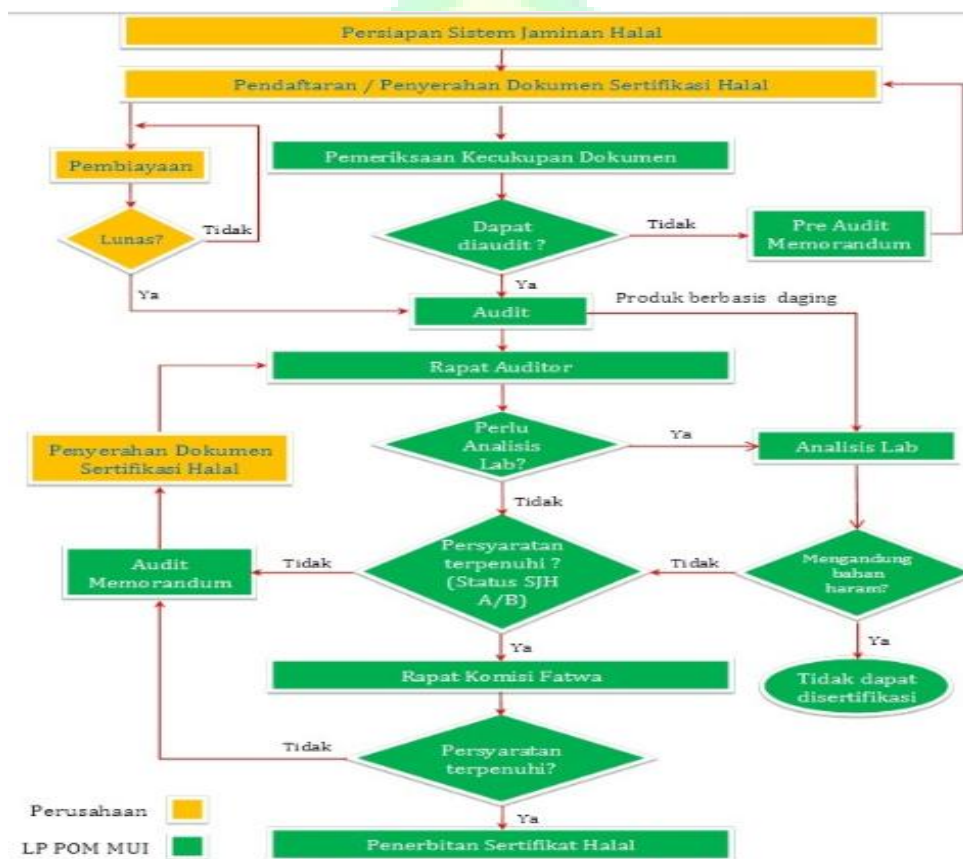 Persiapan Sistem Jaminan Halal
Pendaftaran / Penyerahan Dokumen Sertifikasi Halal
Pembiayaan
Pemeriksaan Kecukupan Dokumen
Lunas?
Tidak
Dapat
diaudit ?
Tidak
Pre Audit
Memorandum
Ya
Ya
Audit
Produk berbasis daging
Rapat Auditor
Penyerahan Dokumen
Sertifikasi Halal
Perlu
Analisis
Lab?
Ya
Analisis Lab
Tidak
Audit
Memorandum
Tidak
Persyaratan
terpenuhi ?
(Status SJH
A/B)
Tidak
Mengandung
bahan
haram?
Ya
Ya
Rapat Komisi Fatwa
Tidak dapat
disertifikasi
Tidak
Persyaratan
terpenuhi?
Perusahaan
Ya
LP POM MUI
Penerbitan Sertifikat Halal